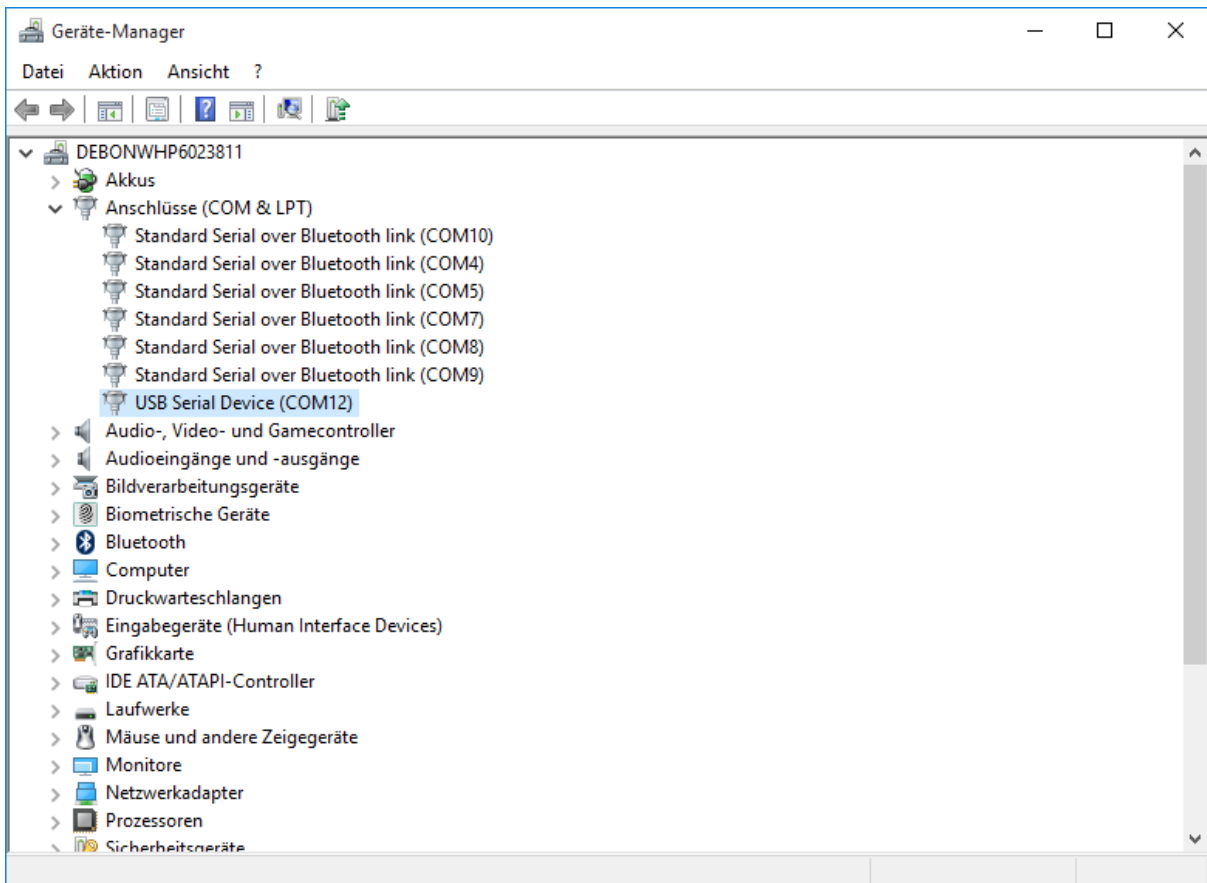 Geräte-Manager
Datei Aktion Ansicht ?
DEBONWHP6023811
Akkus
Anschlüsse (COM & LPT)
Standard Serial over Bluetooth link (COM10)
Standard Serial over Bluetooth link (COM4)
Standard Serial over Bluetooth link (COM5)
Standard Serial over Bluetooth link (COM7)
Standard Serial over Bluetooth link (COM8)
Standard Serial over Bluetooth link (COM9)
USB Serial Device (COM12)
Audio-, Video- und Gamecontroller
Audioeingänge und -ausgänge
Bildverarbeitungsgeräte
Biometrische Geräte
Bluetooth
Computer
Druckwarteschlangen
Eingabegeräte (Human Interface Devices)
Grafikkarte
IDE ATA/ATAPI-Controller
Laufwerke
Mäuse und andere Zeigegeräte
Monitore
Netzwerkadapter
Prozessoren
Sicherheitsgeräte